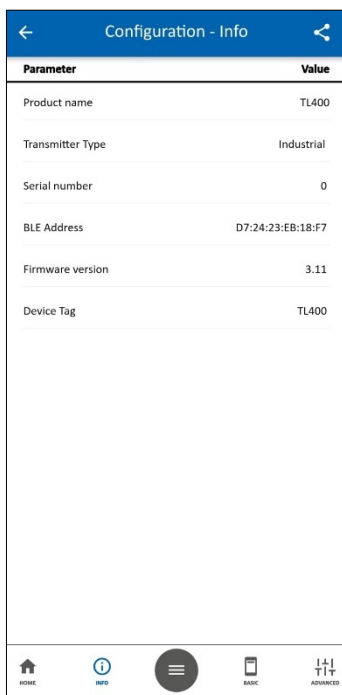 Configuration - Info
Parameter Value
Product name TL400
Transmitter Type Industrial
Serial number 0
BLE Address D7:24:23:EB:18:F7
Firmware version 3.11
Device Tag TL400
HOME INFO BASIC ADVANCED